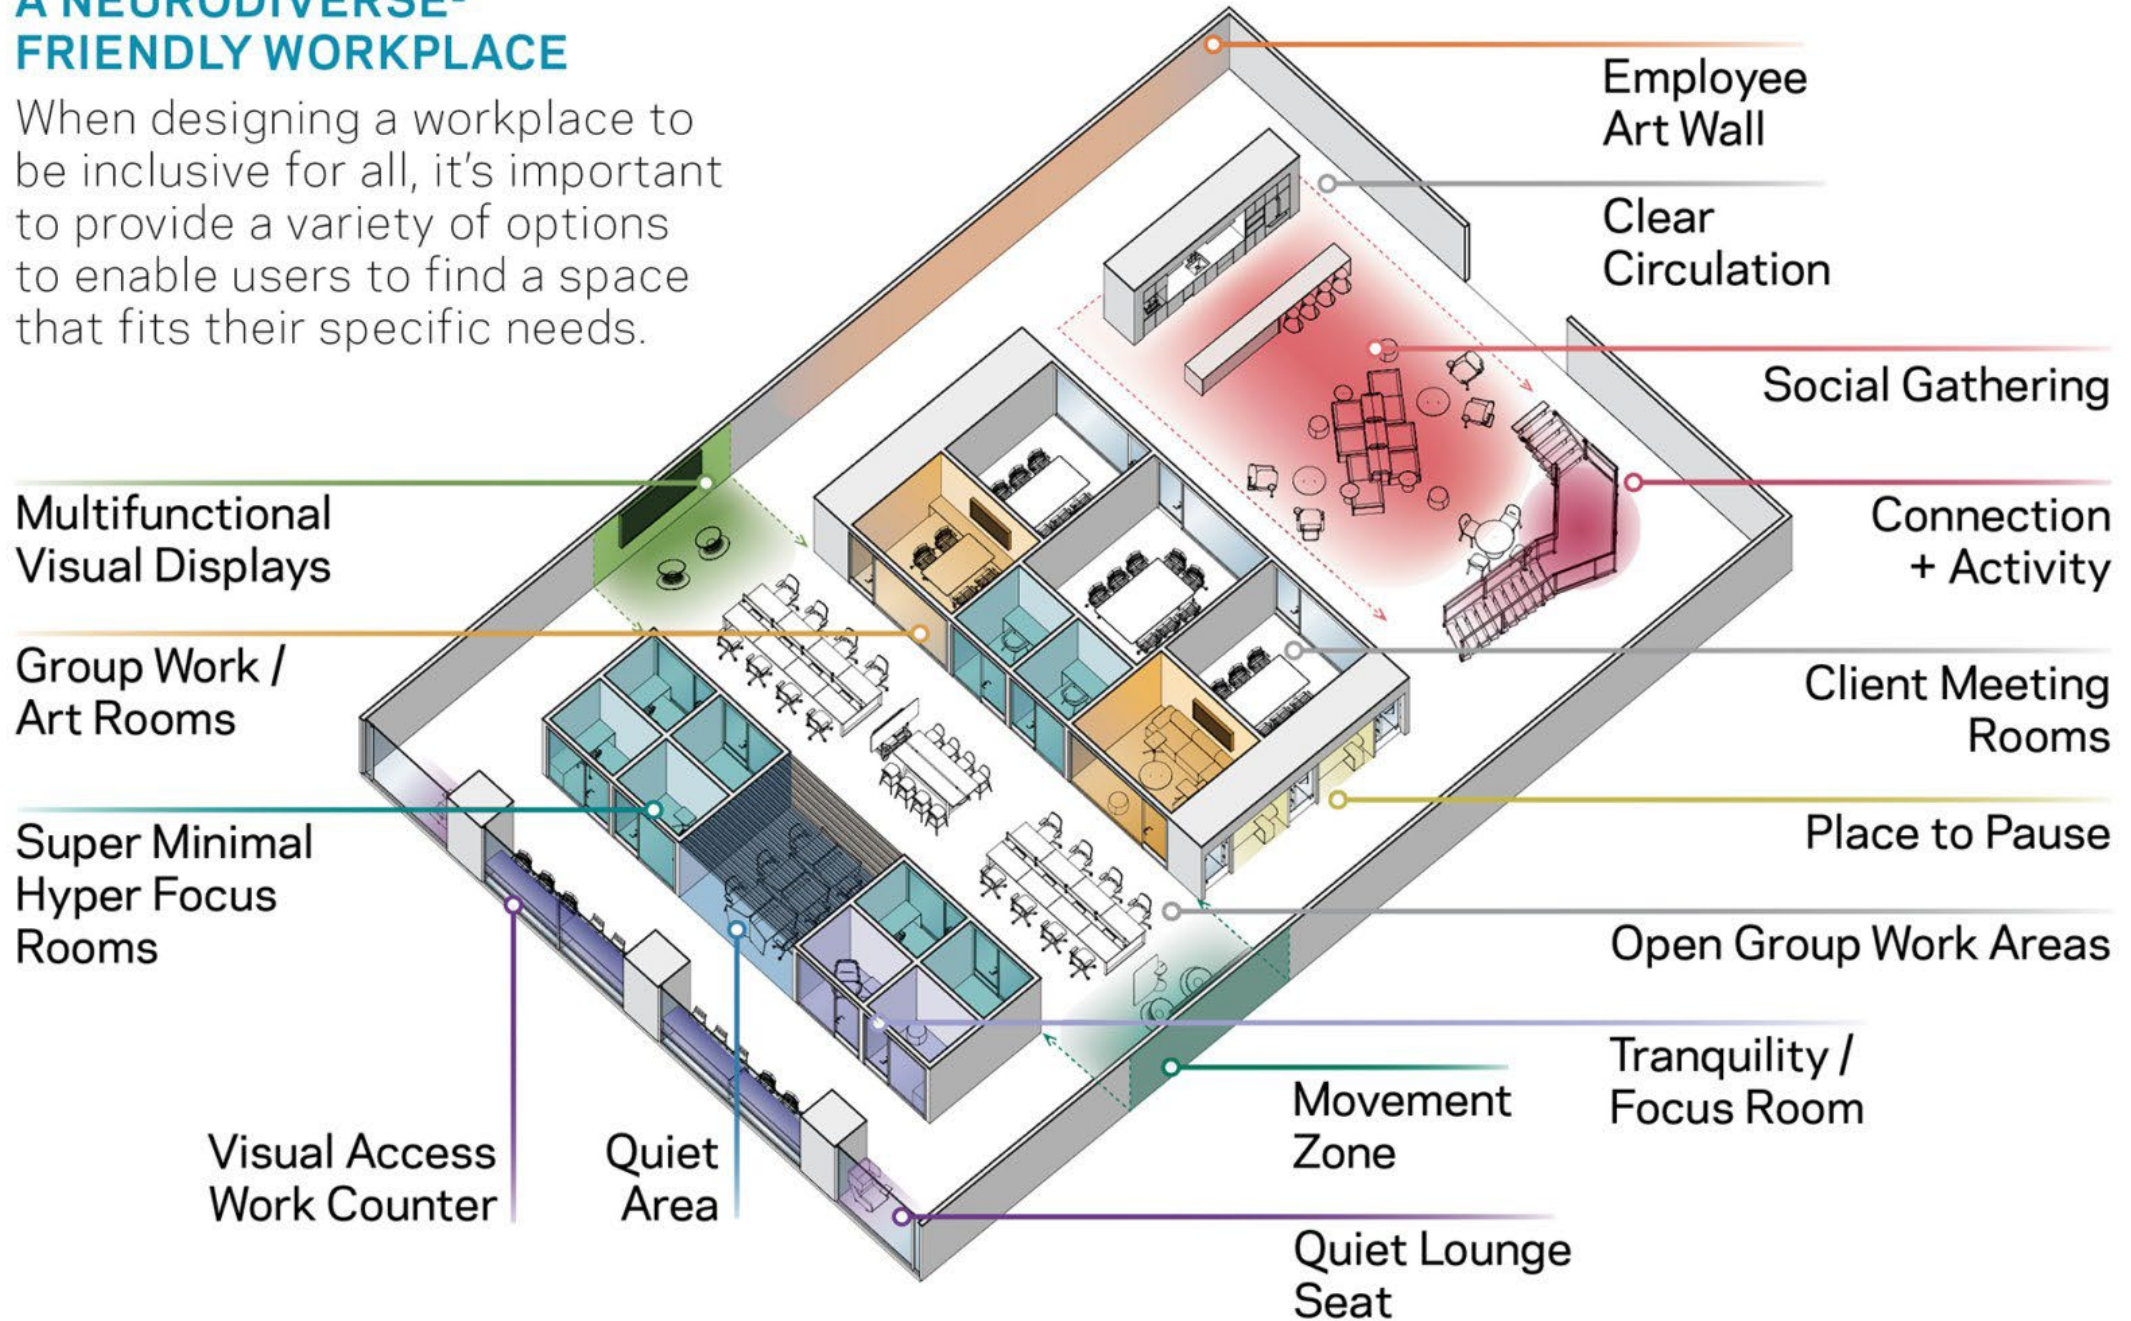 A NEURODIVERSE-
FRIENDLY WORKPLACE
When designing a workplace to
be inclusive for all, it's important
to provide a variety of options
to enable users to find a space
that fits their specific needs.
Employee
Art Wall
Clear
Circulation
Social Gathering
Connection
+ Activity
Client Meeting
Rooms
Place to Pause
Open Group Work Areas
Tranquility /
Focus Room
Movement
Zone
Quiet Lounge
Seat
Multifunctional
Visual Displays
Group Work /
Art Rooms
Super Minimal
Hyper Focus
Rooms
Visual Access
Work Counter
Quiet
Area